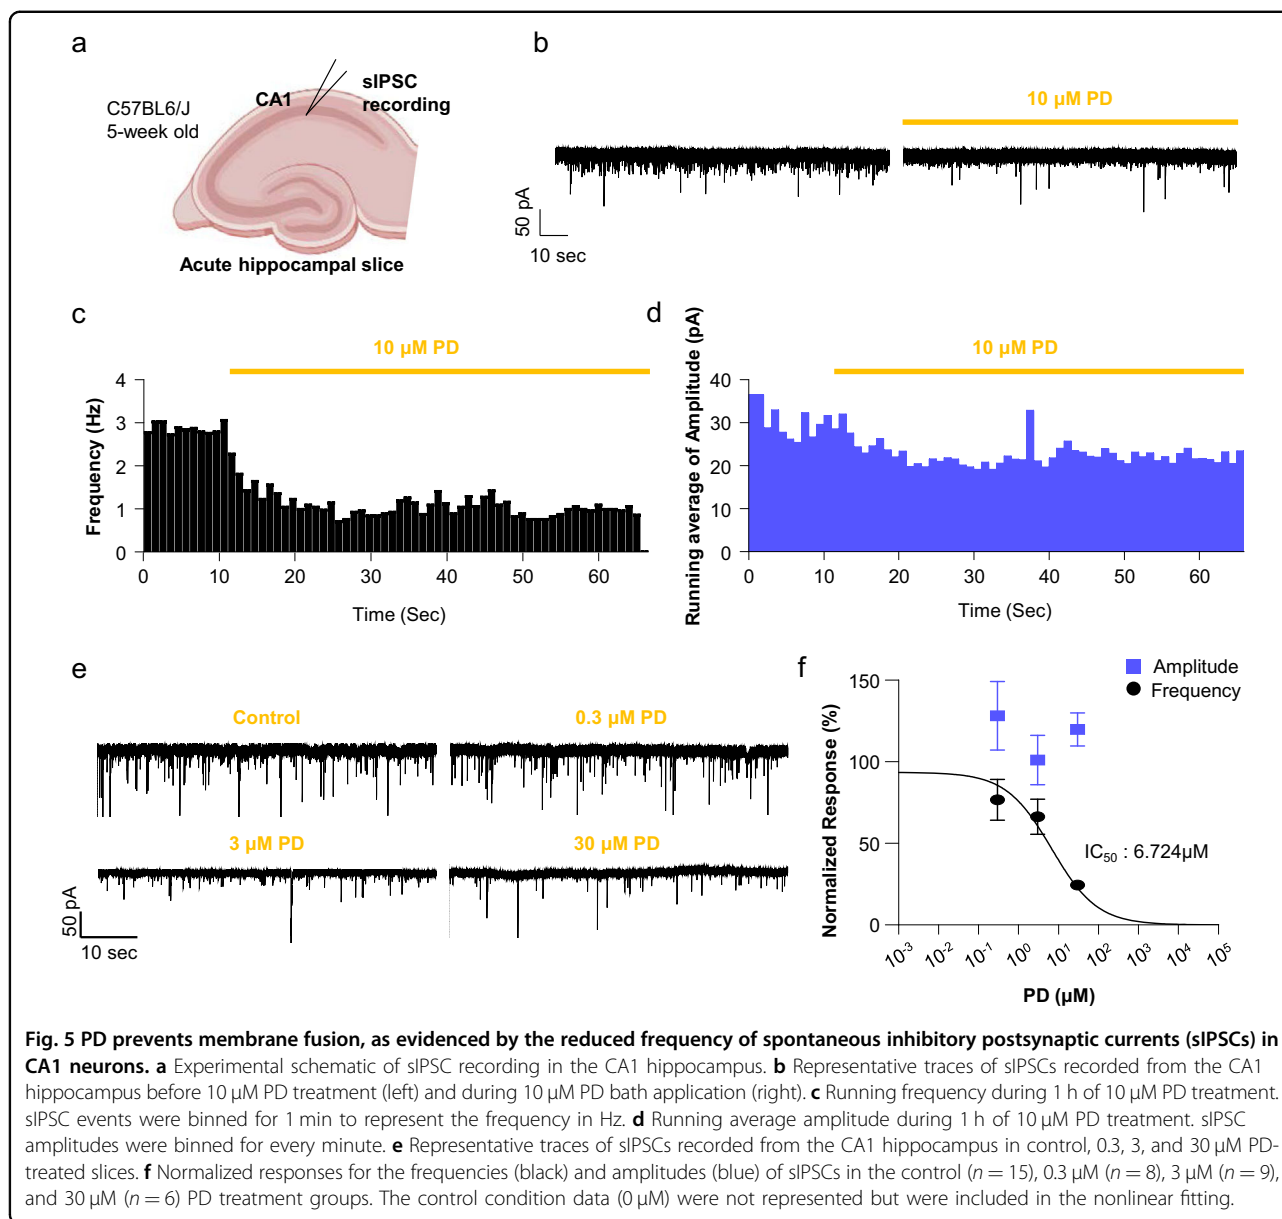 a
C57BL6/J
5-week old
CA1
sIPSC
recording
Acute hippocampal slice
b
10 µM PD
50 pA
10 sec
c
10 µM PD
Frequency (Hz)
4
3
2
1
0
0 10 20 30 40 50 60
Time (Sec)
d
10 µM PD
Running average of Amplitude (pA)
40
30
20
10
0
0 10 20 30 40 50 60
Time (Sec)
e
Control
0.3 µM PD
3 µM PD
30 µM PD
50 pA
10 sec
f
Amplitude
Frequency
Normalized Response (%)
150
100
50
0
IC50 : 6.724µM
10-3 10-2 10-1 100 101 102 103 104 105
PD (µM)
Fig. 5 PD prevents membrane fusion, as evidenced by the reduced frequency of spontaneous inhibitory postsynaptic currents (sIPSCs) in
CA1 neurons. a Experimental schematic of sIPSC recording in the CA1 hippocampus. b Representative traces of sIPSCs recorded from the CA1
hippocampus before 10 µM PD treatment (left) and during 10 µM PD bath application (right). c Running frequency during 1 h of 10 µM PD treatment.
sIPSC events were binned for 1 min to represent the frequency in Hz. d Running average amplitude during 1 h of 10 µM PD treatment. sIPSC
amplitudes were binned for every minute. e Representative traces of sIPSCs recorded from the CA1 hippocampus in control, 0.3, 3, and 30 µM PD-
treated slices. f Normalized responses for the frequencies (black) and amplitudes (blue) of sIPSCs in the control (n = 15), 0.3 µM (n = 8), 3 µM (n = 9),
and 30 µM (n = 6) PD treatment groups. The control condition data (0 µM) were not represented but were included in the nonlinear fitting.